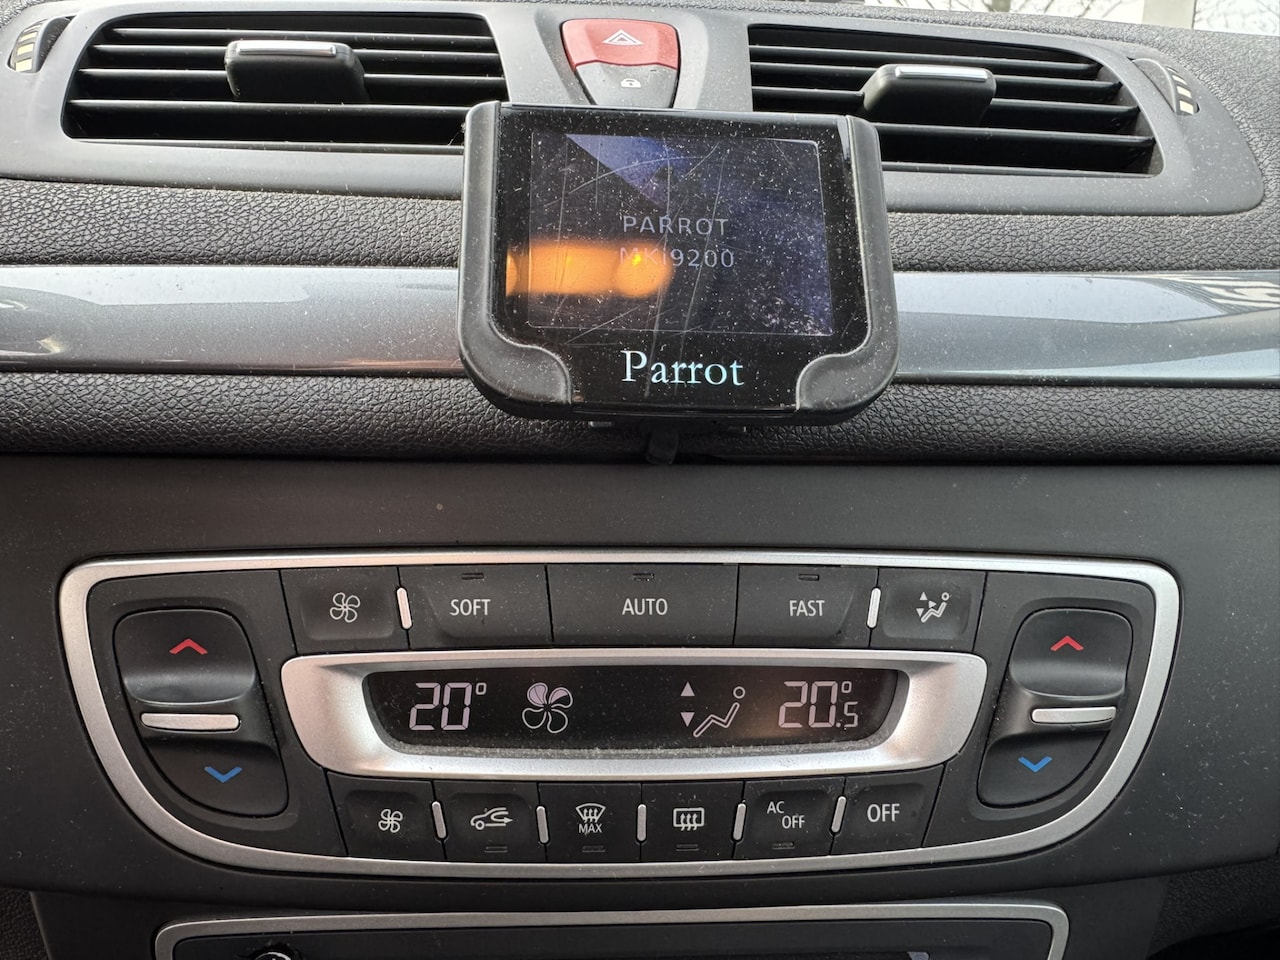 PARROT
MKi9200
Parrot
SOFT
AUTO
FAST
20°
20.5°
MAX
AC
OFF
OFF